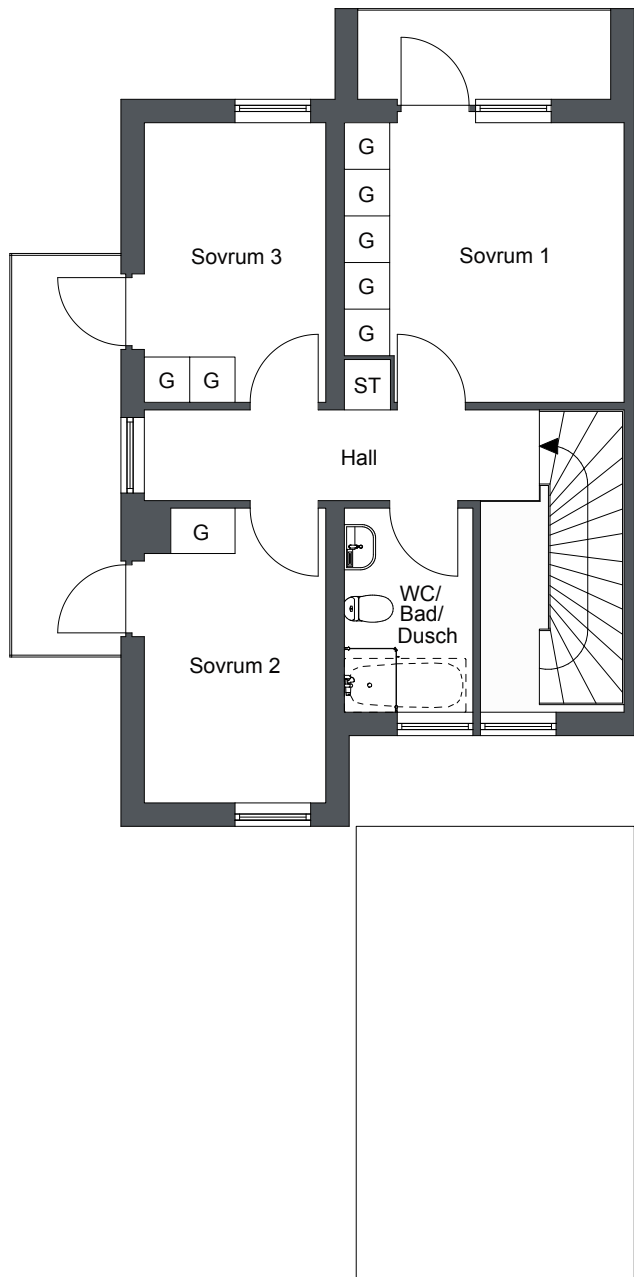 G
G
Sovrum 3
Sovrum 1
G
G
G
G G
ST
Hall
G
WC/
Bad/
Dusch
Sovrum 2